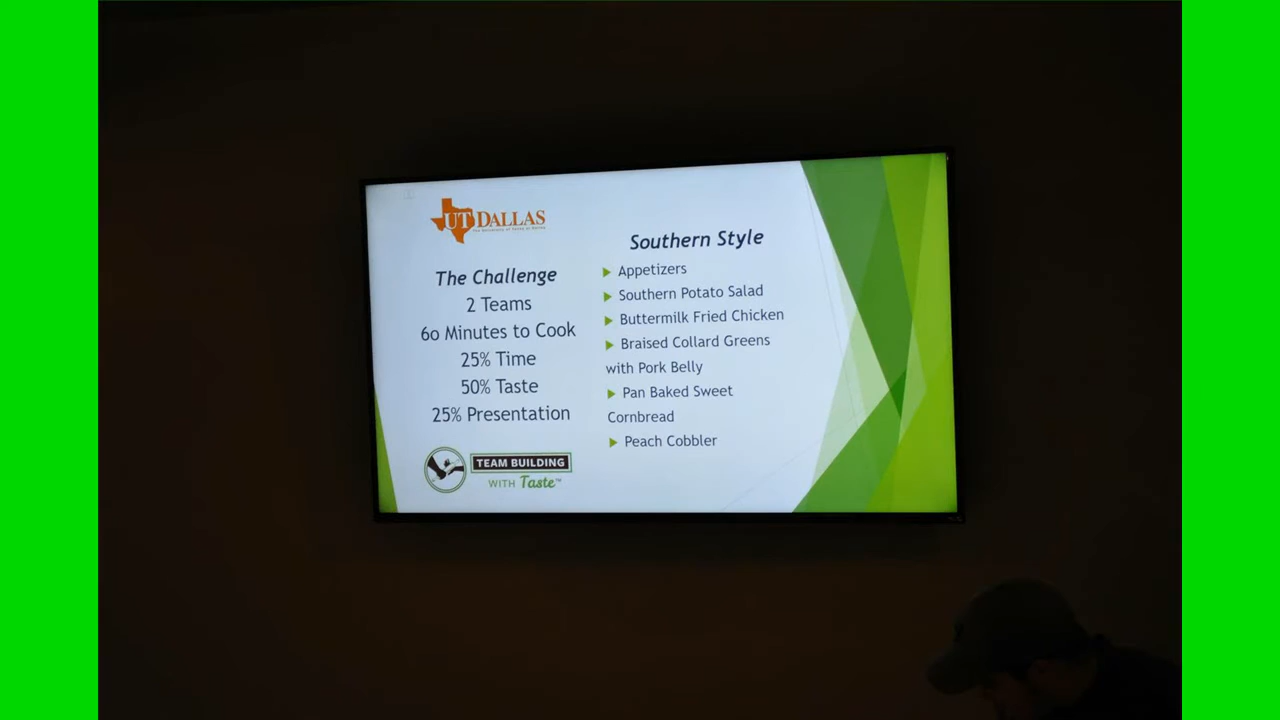 UT DALLAS
The University of Texas at Dallas
The Challenge
2 Teams
60 Minutes to Cook
25% Time
50% Taste
25% Presentation
TEAM BUILDING
WITH Taste™
Southern Style
Appetizers
Southern Potato Salad
Buttermilk Fried Chicken
Braised Collard Greens
with Pork Belly
Pan Baked Sweet
Cornbread
Peach Cobbler